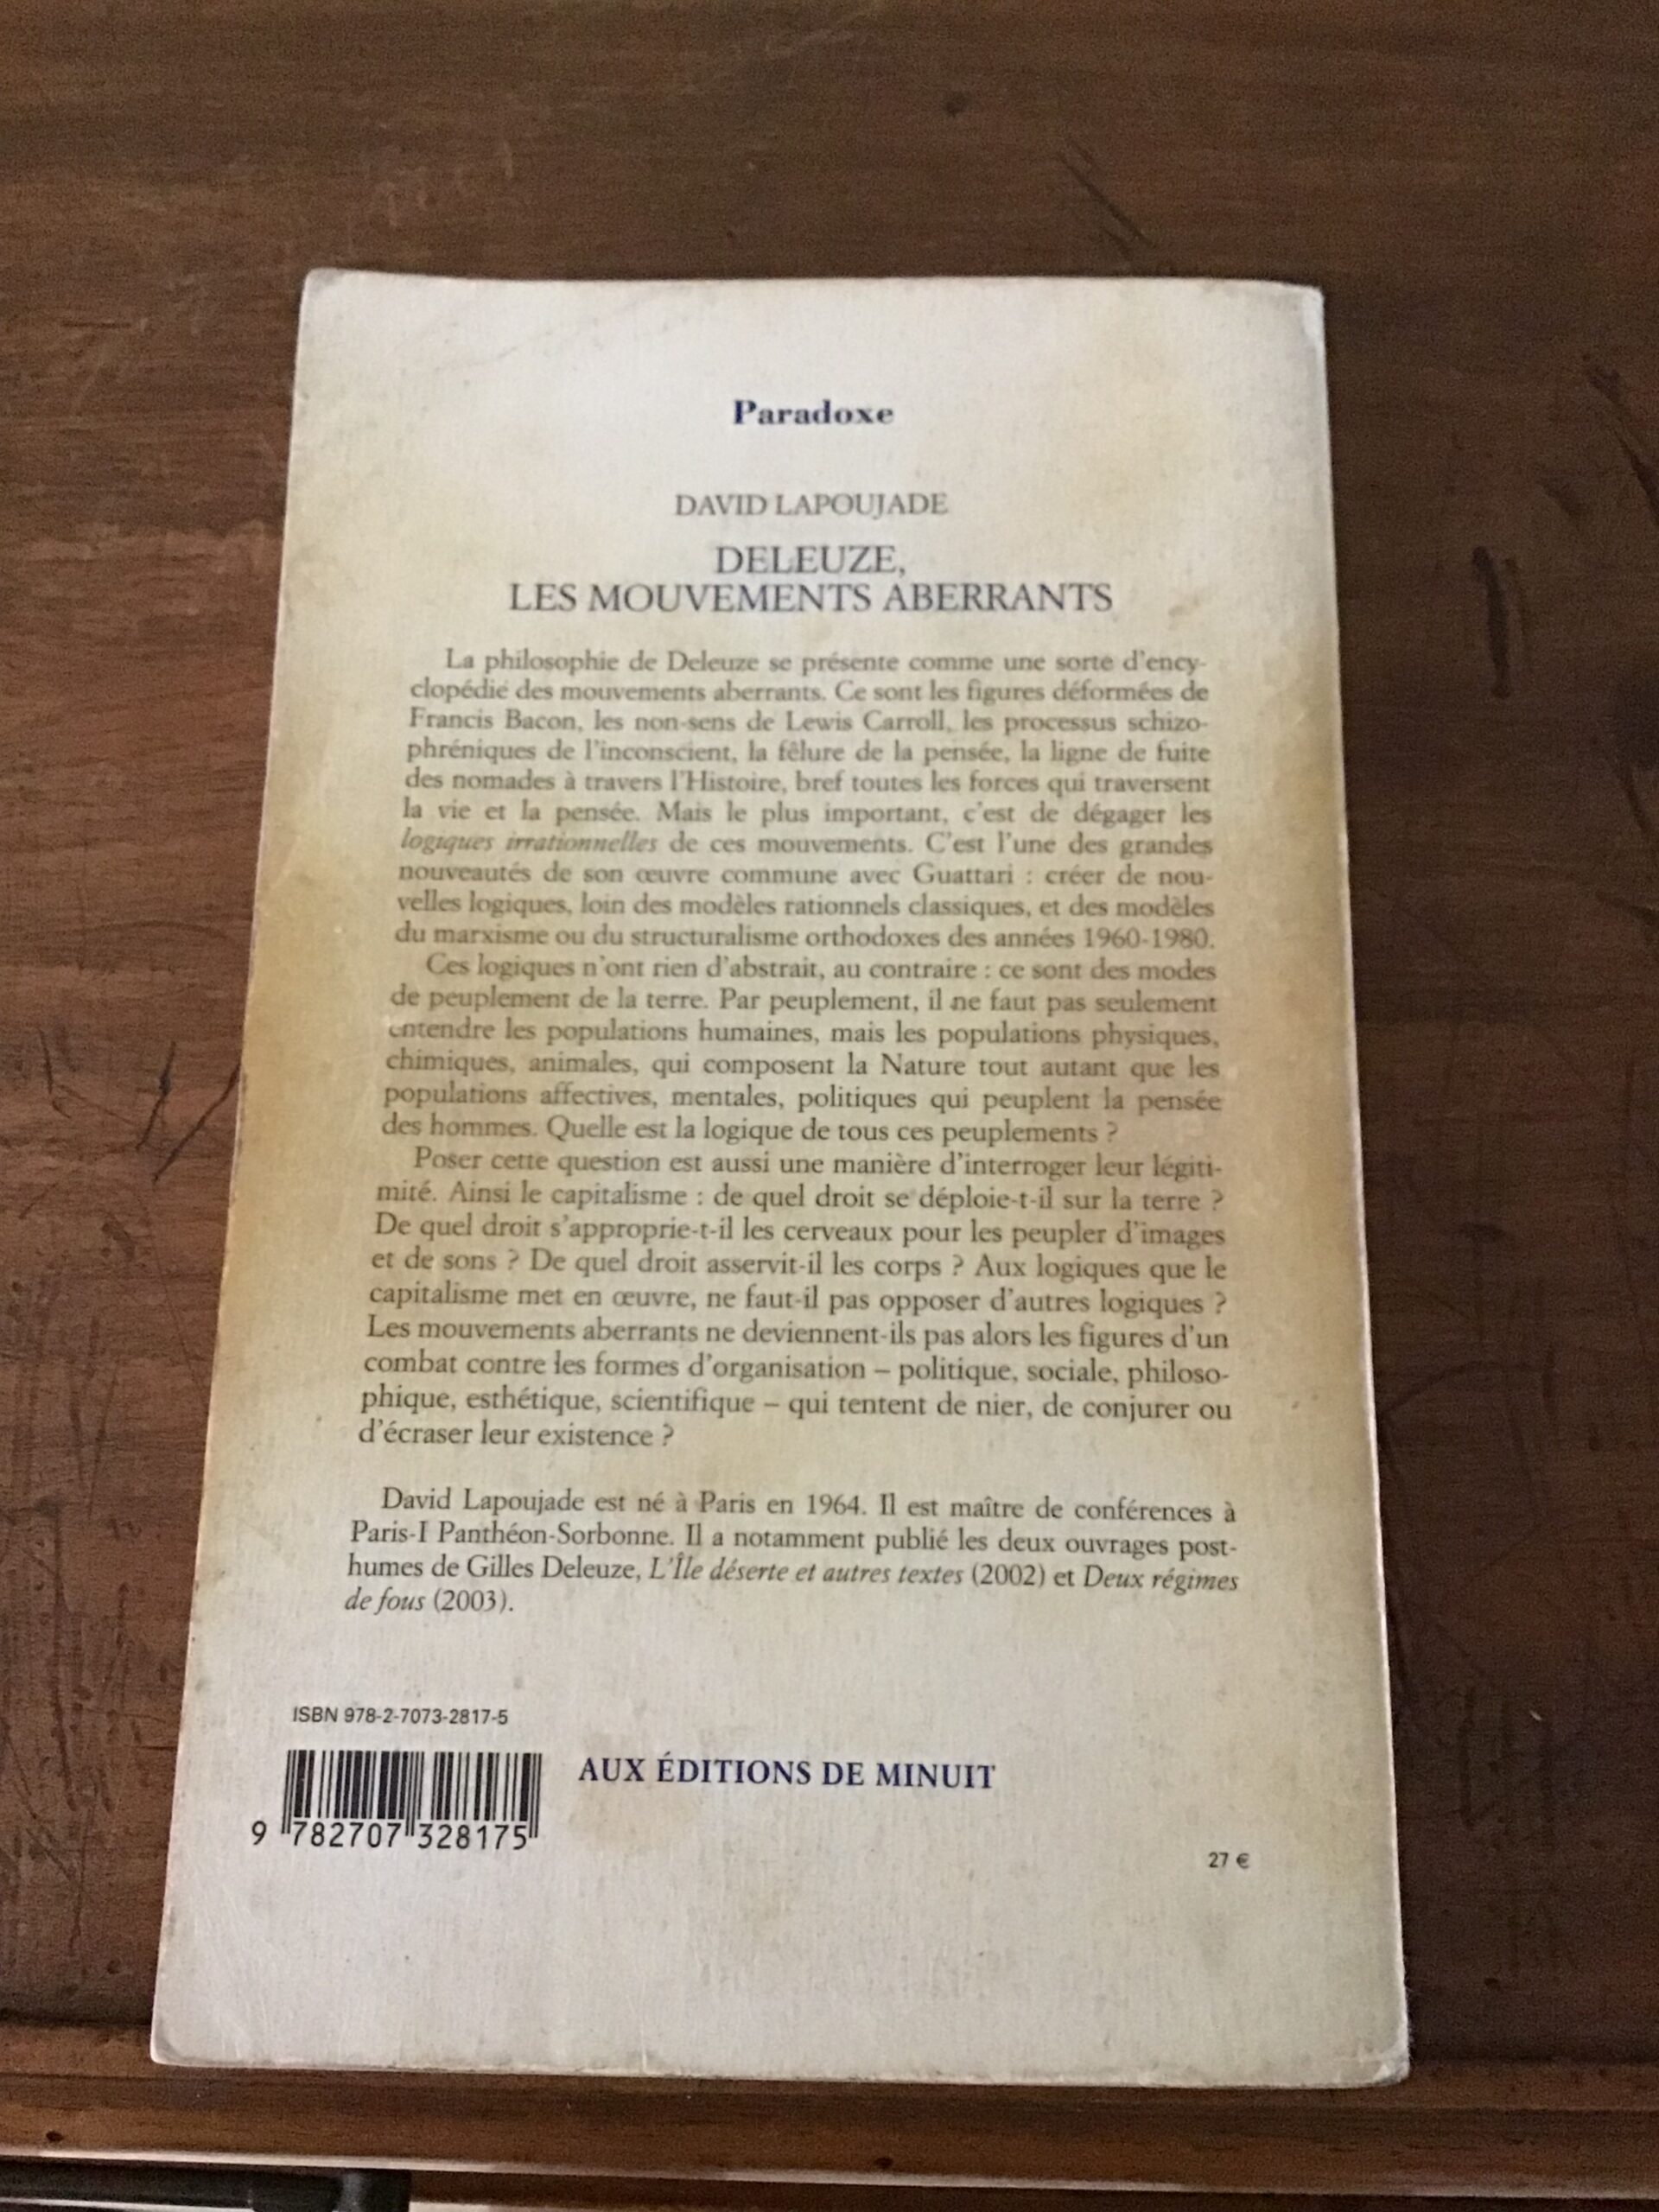 Paradoxe
DAVID LAPOUJADE
DELEUZE,
LES MOUVEMENTS ABERRANTS
La philosophie de Deleuze se présente comme une sorte d'ency-
clopédie des mouvements aberrants. Ce sont les figures déformées de
Francis Bacon, les non-sens de Lewis Carroll, les processus schizo-
phréniques de l'inconscient, la fêlure de la pensée, la ligne de fuite
des nomades à travers l'Histoire, bref toutes les forces qui traversent
la vie et la pensée. Mais le plus important, c'est de dégager les
logiques irrationnelles de ces mouvements. C'est l'une des grandes
nouveautés de son œuvre commune avec Guattari : créer de nou-
velles logiques, loin des modèles rationnels classiques, et des modèles
du marxisme ou du structuralisme orthodoxes des années 1960-1980.
Ces logiques n'ont rien d'abstrait, au contraire : ce sont des modes
de peuplement de la terre. Par peuplement, il ne faut pas seulement
entendre les populations humaines, mais les populations physiques,
chimiques, animales, qui composent la Nature tout autant que les
populations affectives, mentales, politiques qui peuplent la pensée
des hommes. Quelle est la logique de tous ces peuplements ?
Poser cette question est aussi une manière d'interroger leur légiti-
mité. Ainsi le capitalisme : de quel droit se déploie-t-il sur la terre ?
De quel droit s'approprie-t-il les cerveaux pour les peupler d'images
et de sons ? De quel droit asservit-il les corps ? Aux logiques que le
capitalisme met en œuvre, ne faut-il pas opposer d'autres logiques ?
Les mouvements aberrants ne deviennent-ils pas alors les figures d'un
combat contre les formes d'organisation – politique, sociale, philoso-
phique, esthétique, scientifique – qui tentent de nier, de conjurer ou
d'écraser leur existence ?
David Lapoujade est né à Paris en 1964. Il est maître de conférences à
Paris-I Panthéon-Sorbonne. Il a notamment publié les deux ouvrages post-
humes de Gilles Deleuze, L'Île déserte et autres textes (2002) et Deux régimes
de fous (2003).
ISBN 978-2-7073-2817-5
AUX ÉDITIONS DE MINUIT
9 782707 328175
27 €